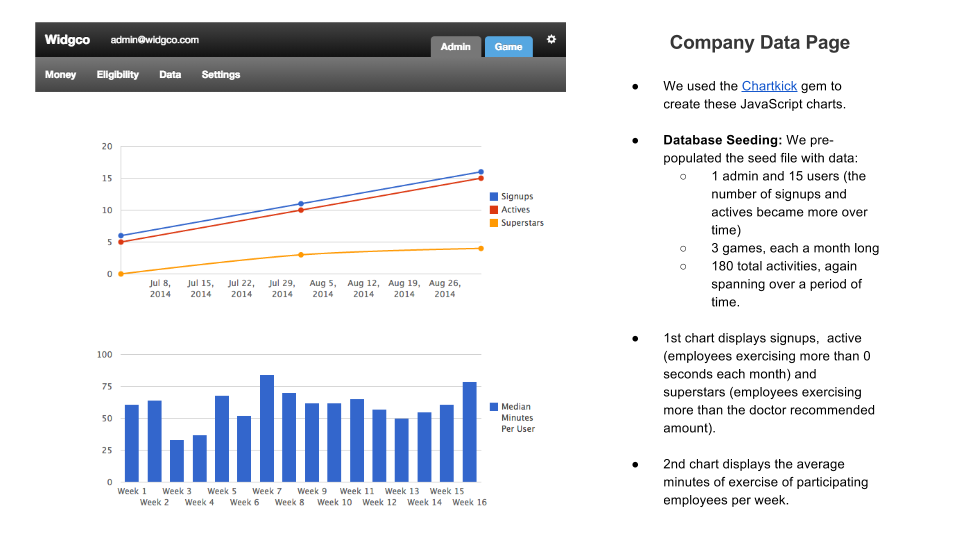 Widgco admin@widgco.com Admin Game
Money Eligibility Data Settings
20
15
10
5
0
Signups
Actives
Superstars
Jul 8, Jul 15, Jul 22, Jul 29, Aug 5, Aug 12, Aug 19, Aug 26,
2014 2014 2014 2014 2014 2014 2014 2014
100
75
50
25
0
Median
Minutes
Per User
Week 1 Week 3 Week 5 Week 7 Week 9 Week 11 Week 13 Week 15
Week 2 Week 4 Week 6 Week 8 Week 10 Week 12 Week 14 Week 16
Company Data Page
● We used the Chartkick gem to
create these JavaScript charts.
● Database Seeding: We pre-
populated the seed file with data:
○ 1 admin and 15 users (the
number of signups and
actives became more over
time)
○ 3 games, each a month long
○ 180 total activities, again
spanning over a period of
time.
● 1st chart displays signups, active
(employees exercising more than 0
seconds each month) and
superstars (employees exercising
more than the doctor recommended
amount).
● 2nd chart displays the average
minutes of exercise of participating
employees per week.